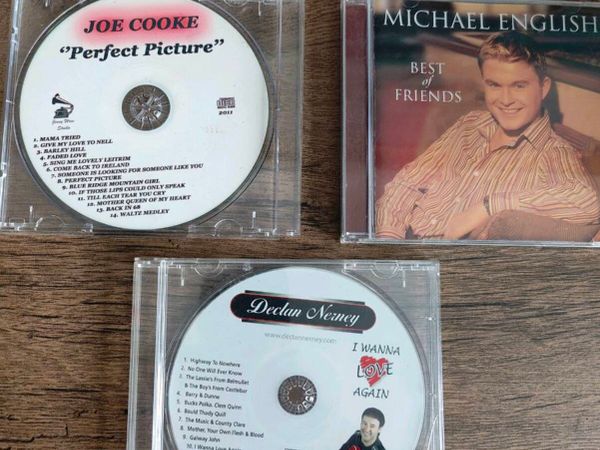 JOE COOKE
"Perfect Picture"
2011
1. MAMA TRIED
2. GIVE MY LOVE TO NELL
3. BARLEY HILL
4. FADED LOVE
5. SING ME LOVELY LEITRIM
6. COME BACK TO IRELAND
7. SOMEONE IS LOOKING FOR SOMEONE LIKE YOU
8. PERFECT PICTURE
9. BLUE RIDGE MOUNTAIN GIRL
10. IF THOSE LIPS COULD ONLY SPEAK
11. TILL EACH TEAR YOU CRY
12. MOTHER QUEEN OF MY HEART
13. BACK IN 68
14. WALTZ MEDLEY
MICHAEL ENGLISH
BEST
of
FRIENDS
Declan Nerney
www.declannerney.com
I WANNA
LOVE
AGAIN
1. Highway To Nowhere
2. No One Will Ever Know
3. The Lassie's From Belmullet
& The Boy's From Castlebar
4. Barry & Dunne
5. Bucks Polka, Clew Quinn
6. Bould Thady Quill
7. The Music & County Clare
8. Mother, Your Own Flesh & Blood
9. Galway John
10. I Wanna Love